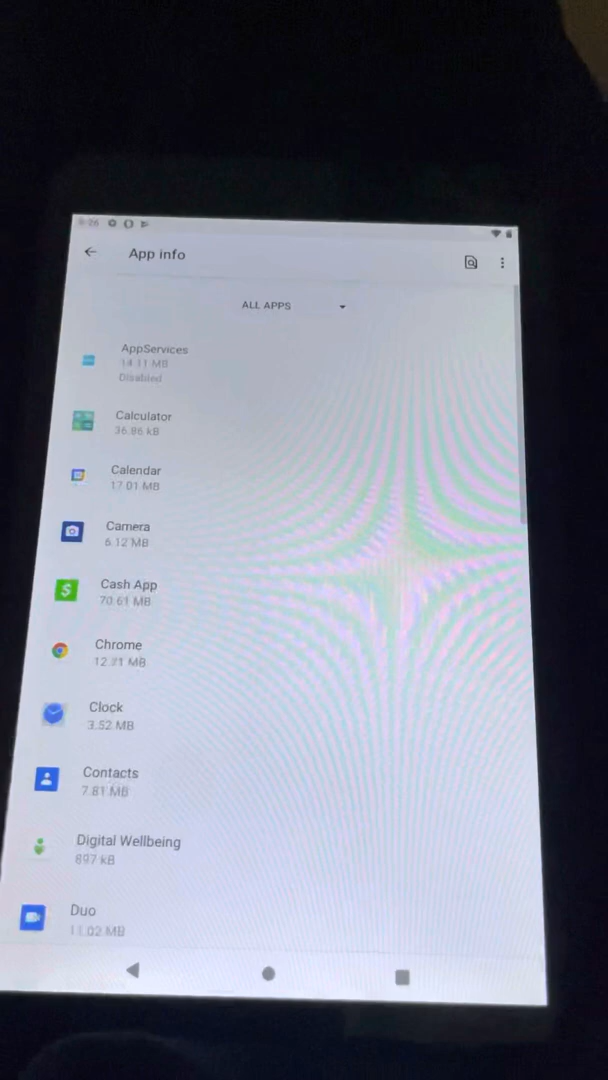 8:26
App info
ALL APPS
AppServices
14.11 MB
Disabled
Calculator
36.86 kB
Calendar
17.01 MB
Camera
6.12 MB
$
Cash App
70.61 MB
Chrome
12.21 MB
Clock
3.52 MB
Contacts
7.81 MB
Digital Wellbeing
897 kB
Duo
11.02 MB